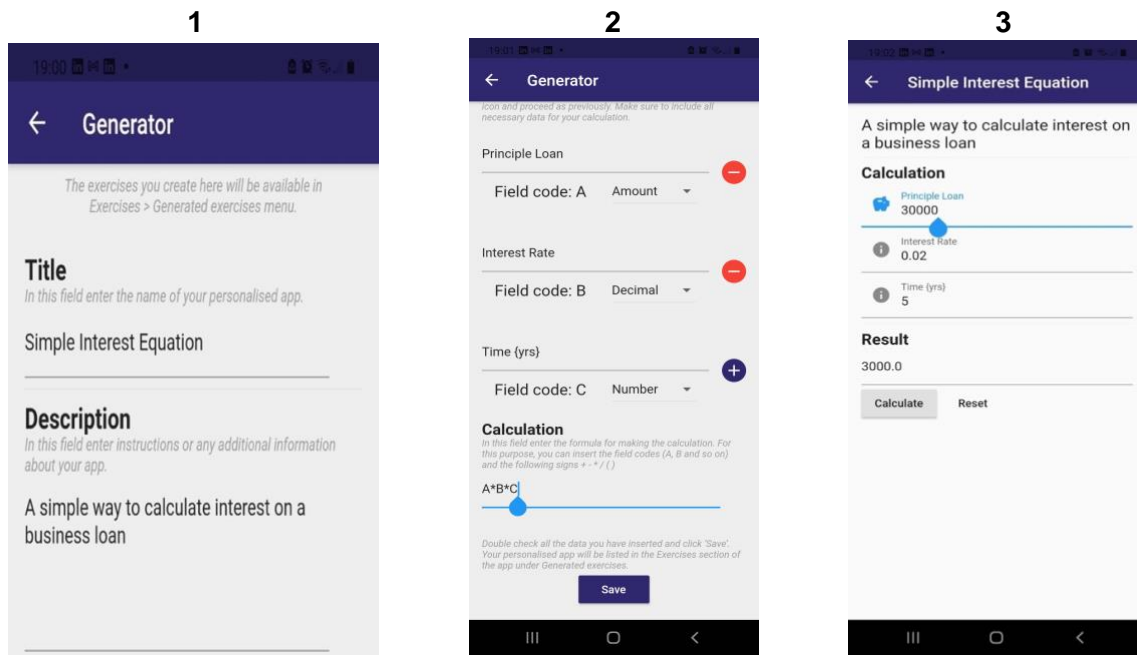 1
19:00
Generator
The exercises you create here will be available in
Exercises > Generated exercises menu.
Title
In this field enter the name of your personalised app.
Simple Interest Equation
Description
In this field enter instructions or any additional information
about your app.
A simple way to calculate interest on a
business loan
2
19:01
Generator
icon and proceed as previously. Make sure to include all
necessary data for your calculation.
Principle Loan
Field code: A Amount
Interest Rate
Field code: B Decimal
Time {yrs}
Field code: C Number
Calculation
In this field enter the formula for making the calculation. For
this purpose, you can insert the field codes (A, B and so on)
and the following signs + - * / ( )
A*B*C
Double check all the data you have inserted and click 'Save'.
Your personalised app will be listed in the Exercises section of
the app under Generated exercises.
Save
3
19:02
Simple Interest Equation
A simple way to calculate interest on
a business loan
Calculation
Principle Loan
30000
Interest Rate
0.02
Time {yrs}
5
Result
3000.0
Calculate Reset